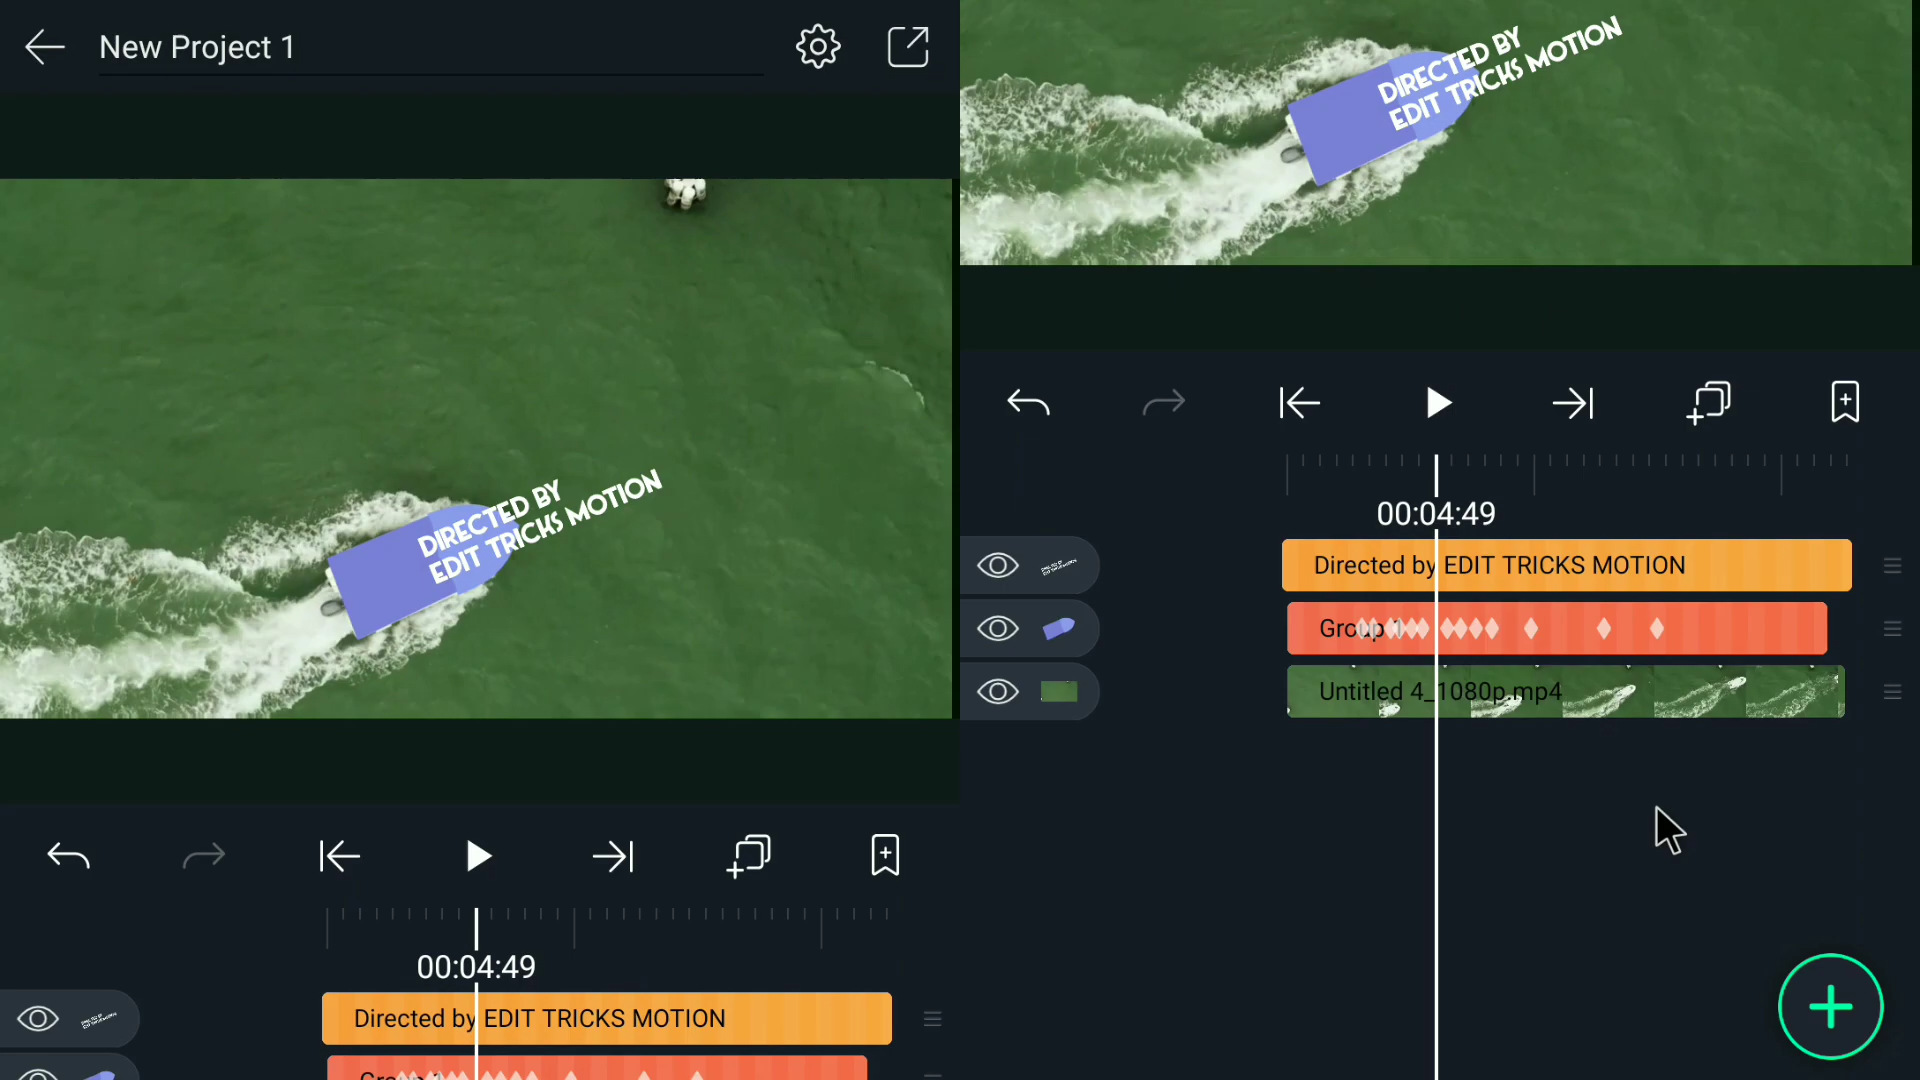 New Project 1
DIRECTED BY
EDIT TRICKS MOTION
00:04:49
Directed by EDIT TRICKS MOTION
DIRECTED BY
EDIT TRICKS MOTION
00:04:49
Directed by EDIT TRICKS MOTION
Group 1
Untitled 4_1080p.mp4